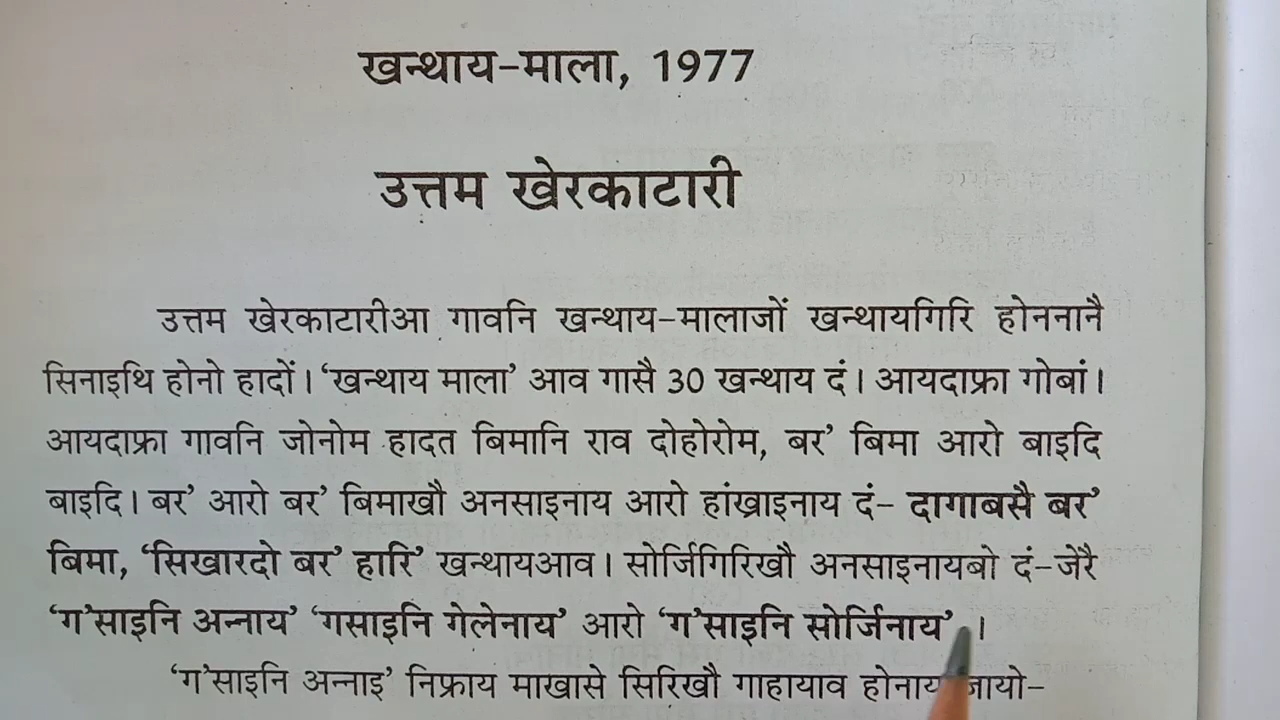 खन्थाय-माला, 1977
उत्तम खेरकाटारी
उत्तम खेरकाटारीआ गावनि खन्थाय-मालाजों खन्थायगिरि होननानै
सिनाइथि होनो हादों। ‘खन्थाय माला’ आव गासै 30 खन्थाय दं। आयदाफ्रा गोबां।
आयदाफ्रा गावनि जोनोम हादत बिमानि राव दोहोरोम, बर’ बिमा आरो बाइदि
बाइदि। बर’ आरो बर’ बिमाखौ अनसाइनाय आरो हांख्राइनाय दं- दागाबसै बर’
बिमा, ‘सिखारदो बर’ हारि’ खन्थायआव। सोर्जिगिरिखौ अनसाइनायबो दं-जेरै
‘ग’साइनि अन्नाय’ ‘गसाइनि गेलेनाय’ आरो ‘ग’साइनि सोर्जिनाय’ ।
‘ग’साइनि अन्नाइ’ निफ्राय माखासे सिरिखौ गाहायाव होनाय जायो-